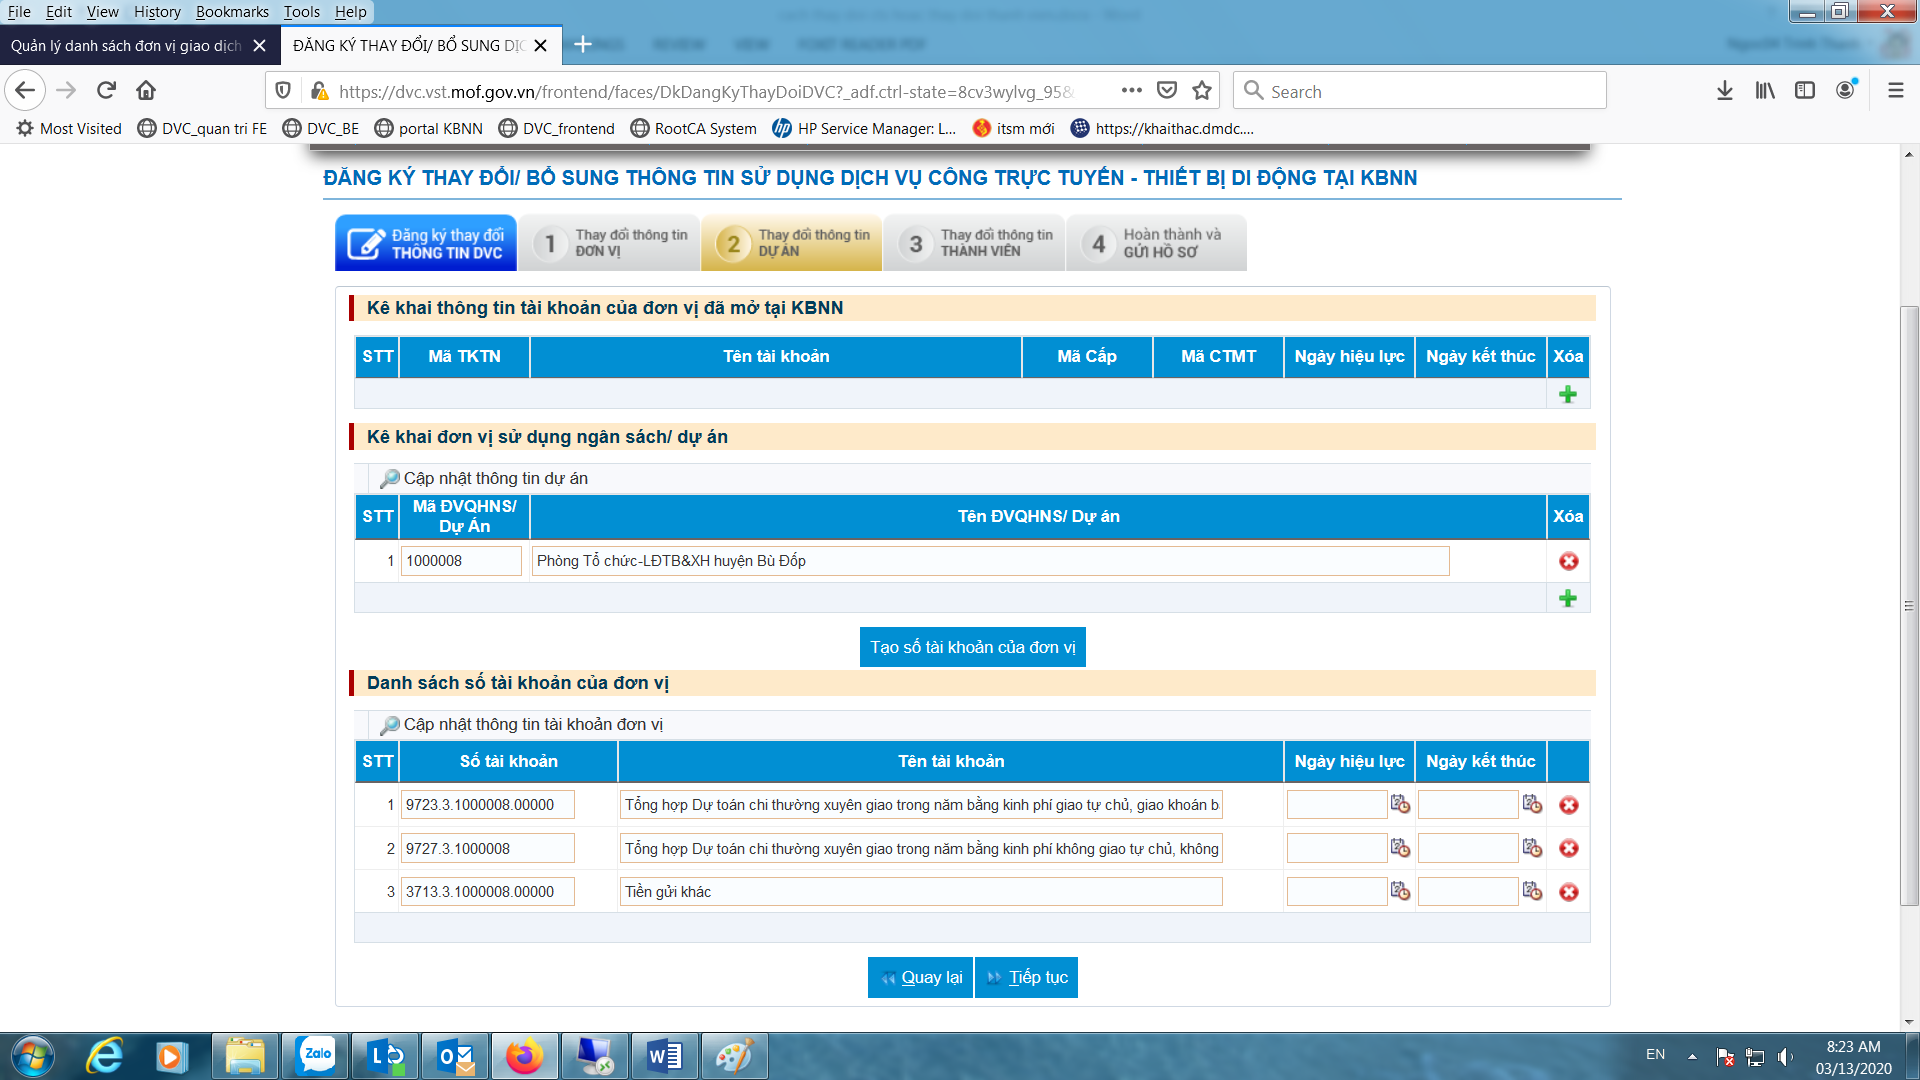 File Edit View History Bookmarks Tools Help
Quản lý danh sách đơn vị giao dịch
ĐĂNG KÝ THAY ĐỔI/ BỔ SUNG DỊC
https://dvc.vst.mof.gov.vn/frontend/faces/DkDangKyThayDoiDVC?_adf.ctrl-state=8cv3wylvg_95&
Search
Most Visited DVC_quan tri FE DVC_BE portal KBNN DVC_frontend RootCA System HP Service Manager: L... itsm mới https://khaithac.dmdc....
ĐĂNG KÝ THAY ĐỔI/ BỔ SUNG THÔNG TIN SỬ DỤNG DỊCH VỤ CÔNG TRỰC TUYẾN - THIẾT BỊ DI ĐỘNG TẠI KBNN
Đăng ký thay đổi
THÔNG TIN DVC
1 Thay đổi thông tin
ĐƠN VỊ
2 Thay đổi thông tin
DỰ ÁN
3 Thay đổi thông tin
THÀNH VIÊN
4 Hoàn thành và
GỬI HỒ SƠ
Kê khai thông tin tài khoản của đơn vị đã mở tại KBNN
STT Mã TKTN Tên tài khoản Mã Cấp Mã CTMT Ngày hiệu lực Ngày kết thúc Xóa
Kê khai đơn vị sử dụng ngân sách/ dự án
Cập nhật thông tin dự án
STT Mã ĐVQHNS/ Dự Án Tên ĐVQHNS/ Dự án Xóa
1 1000008 Phòng Tổ chức-LĐTB&XH huyện Bù Đốp
Tạo số tài khoản của đơn vị
Danh sách số tài khoản của đơn vị
Cập nhật thông tin tài khoản đơn vị
STT Số tài khoản Tên tài khoản Ngày hiệu lực Ngày kết thúc
1 9723.3.1000008.00000 Tổng hợp Dự toán chi thường xuyên giao trong năm bằng kinh phí giao tự chủ, giao khoán b
2 9727.3.1000008 Tổng hợp Dự toán chi thường xuyên giao trong năm bằng kinh phí không giao tự chủ, không
3 3713.3.1000008.00000 Tiền gửi khác
Quay lại Tiếp tục
Zalo
EN
8:23 AM
03/13/2020